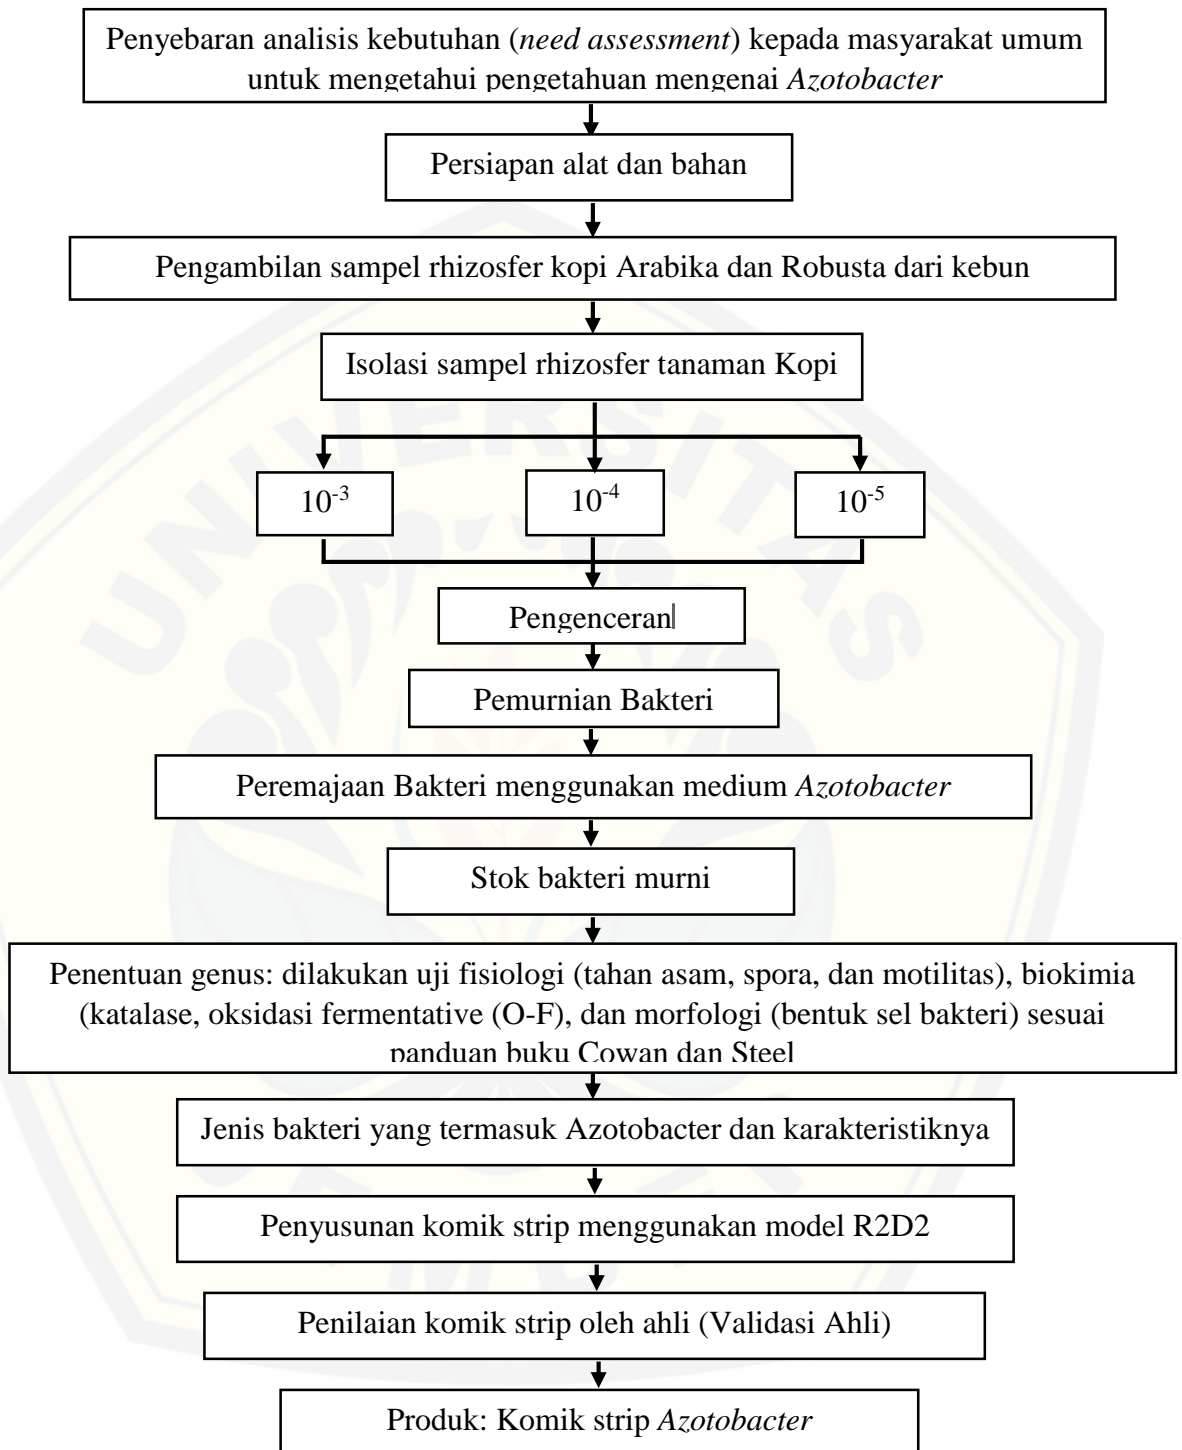 Penyebaran analisis kebutuhan (need assessment) kepada masyarakat umum
untuk mengetahui pengetahuan mengenai Azotobacter
Persiapan alat dan bahan
Pengambilan sampel rhizosfer kopi Arabika dan Robusta dari kebun
Isolasi sampel rhizosfer tanaman Kopi
10-3
10-4
10-5
Pengenceran
Pemurnian Bakteri
Peremajaan Bakteri menggunakan medium Azotobacter
Stok bakteri murni
Penentuan genus: dilakukan uji fisiologi (tahan asam, spora, dan motilitas), biokimia
(katalase, oksidasi fermentative (O-F), dan morfologi (bentuk sel bakteri) sesuai
panduan buku Cowan dan Steel
Jenis bakteri yang termasuk Azotobacter dan karakteristiknya
Penyusunan komik strip menggunakan model R2D2
Penilaian komik strip oleh ahli (Validasi Ahli)
Produk: Komik strip Azotobacter
UNIVERSITAS
JEMBER